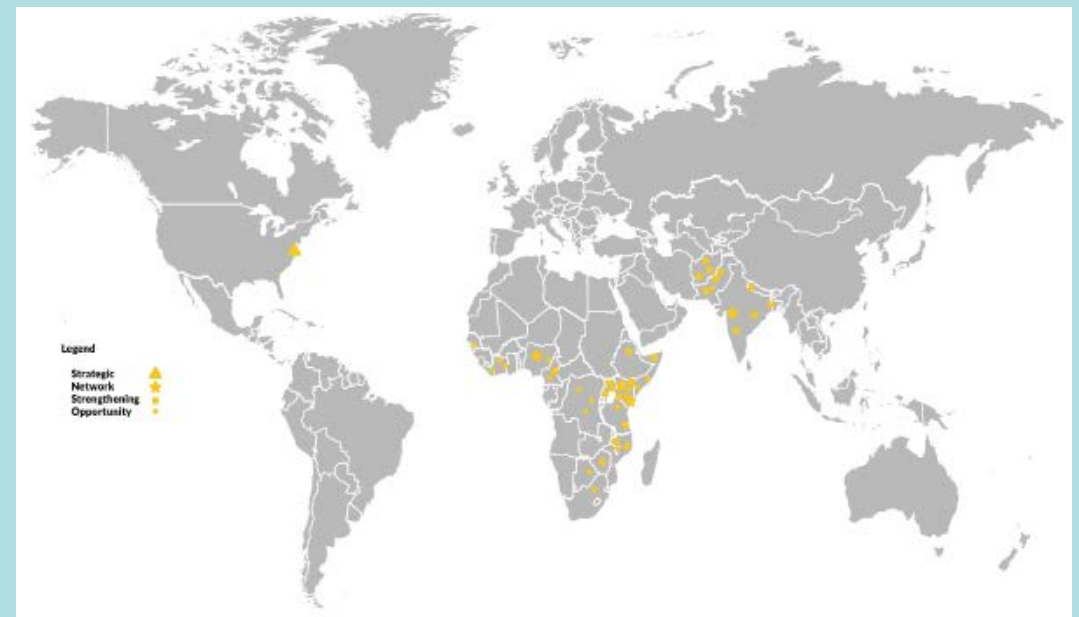 Legend
Strategic
Network
Strengthening
Opportunity